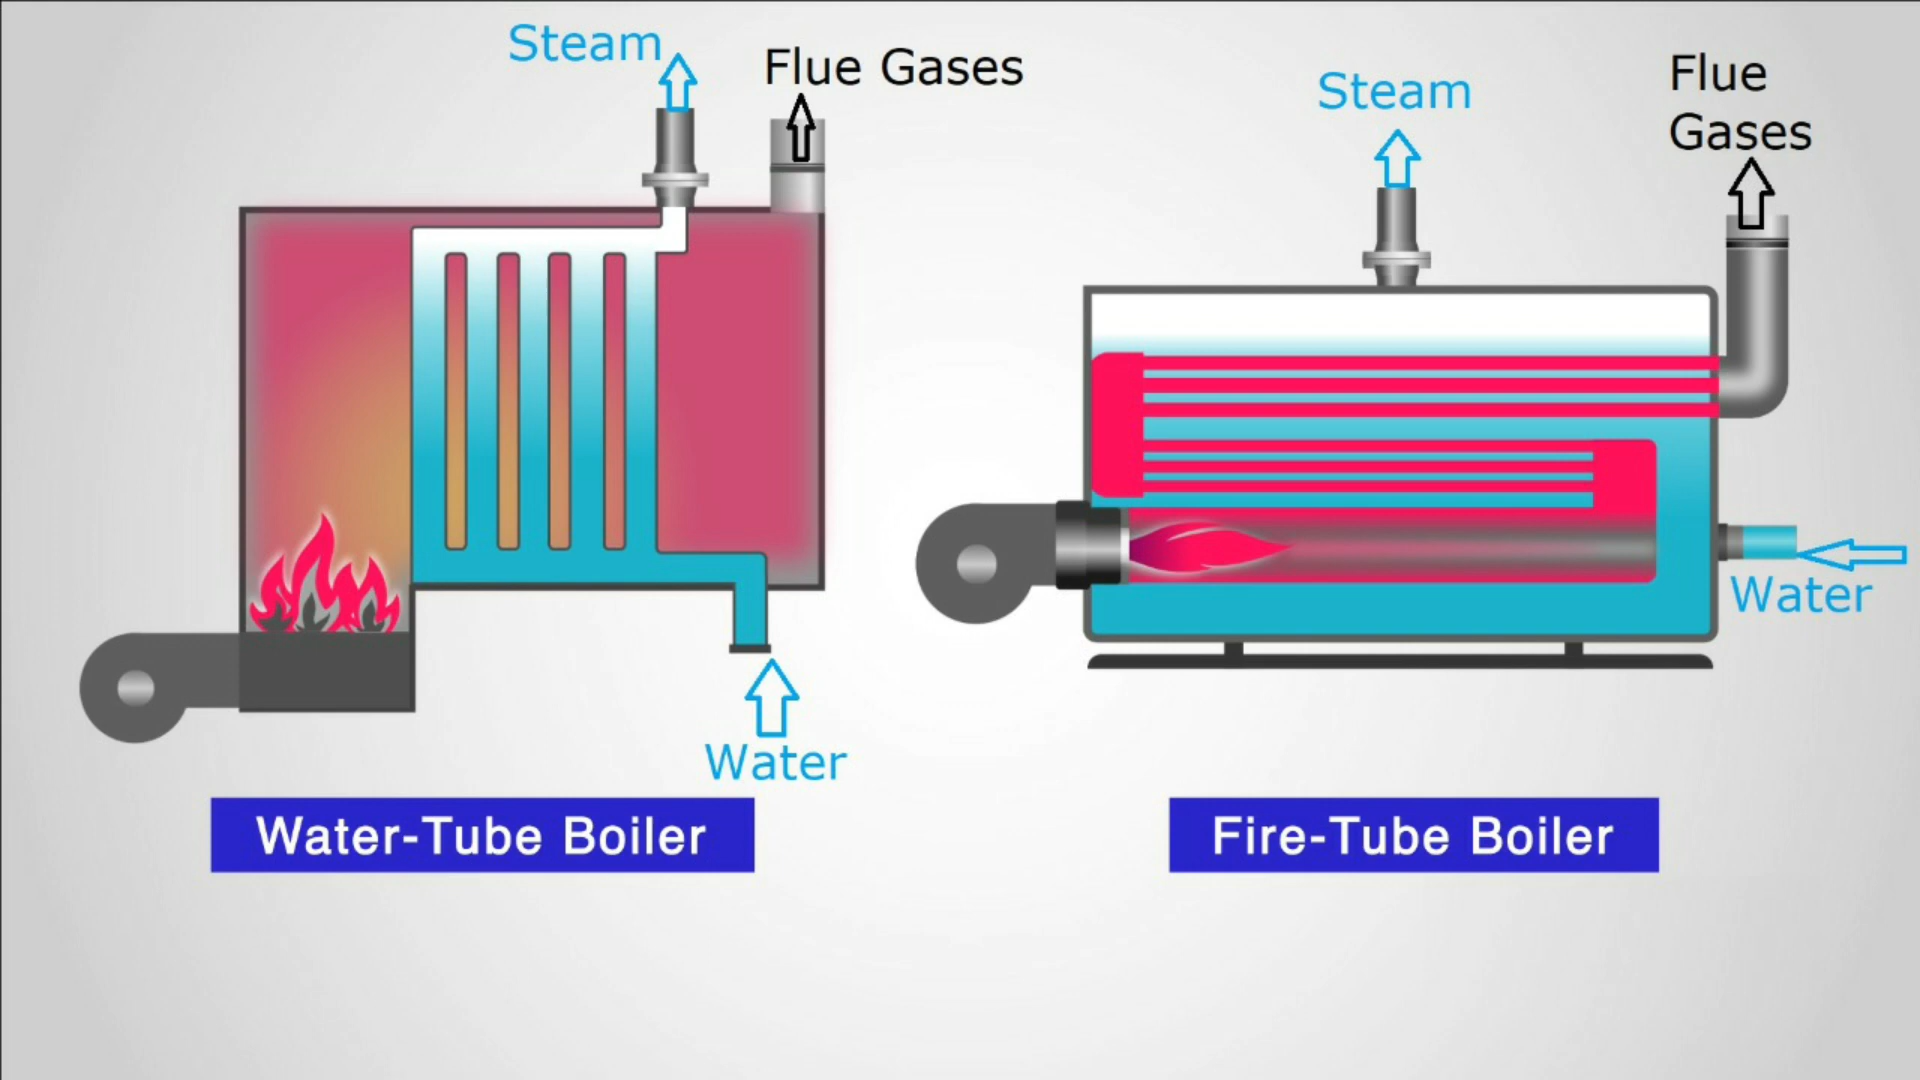 Steam
Flue Gases
Water
Water-Tube Boiler
Steam
Flue
Gases
Water
Fire-Tube Boiler